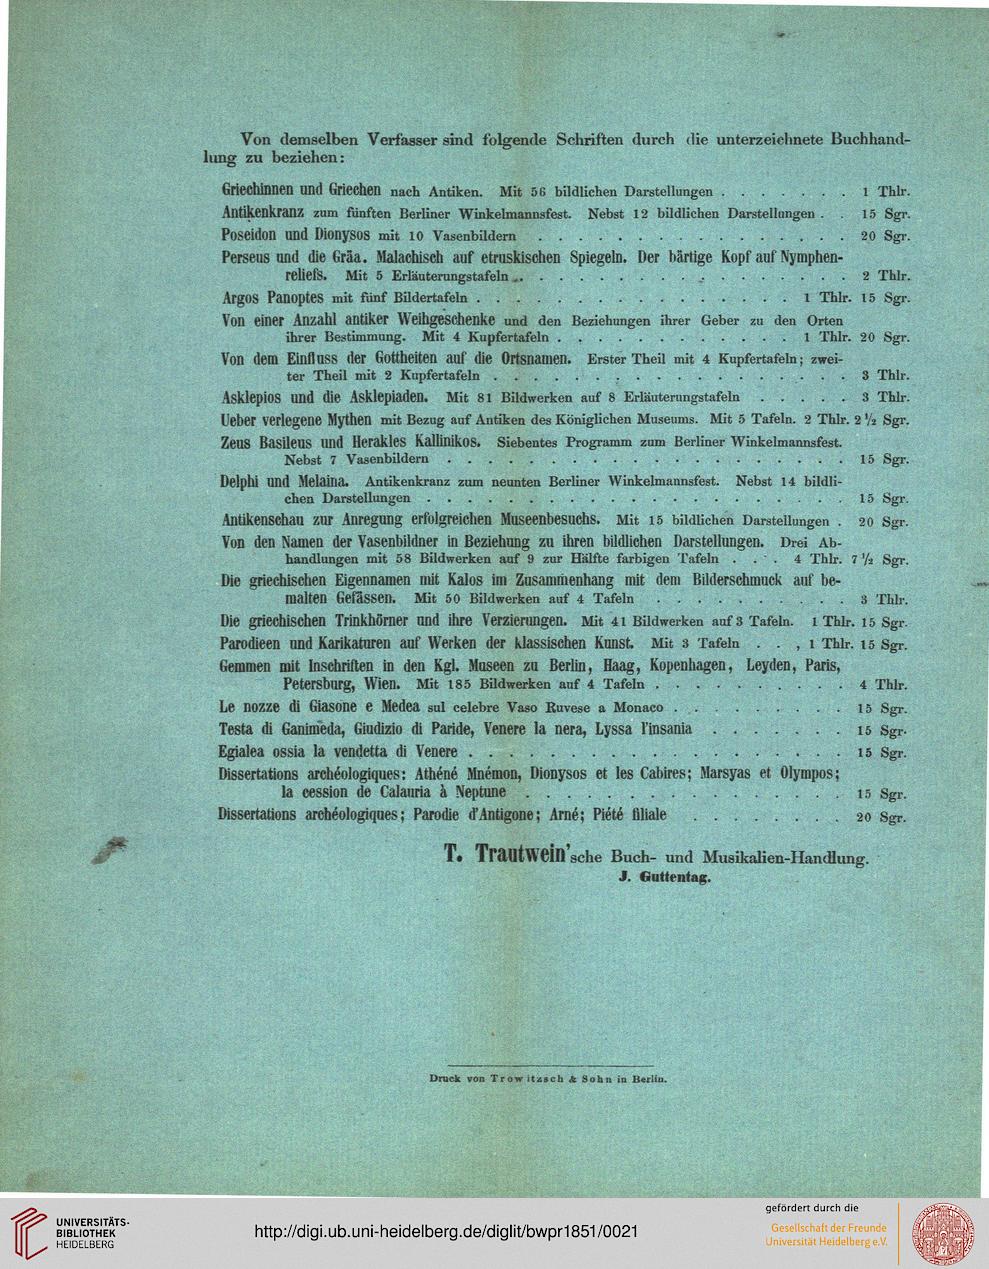 Von demselben Verfasser sind folgende Schriften durch die unterzeichnete Buchhand-
lung zu beziehen:
Griechinnen und Griechen nach Antiken. Mit 56 bildlichen Darstellungen . . . . . . . 1 Thlr.
Antikenkranz zum fünften Berliner Winkelmannsfest. Nebst 12 bildlichen Darstellungen . . 15 Sgr.
Poseidon und Dionysos mit 10 Vasenbildern . . . . . . . . . . . . . . . . 20 Sgr.
Perseus und die Gräa. Malachisch auf etruskischen Spiegeln. Der bärtige Kopf auf Nymphen-
reliefs. Mit 5 Erläuterungstafeln . . . . . . . . . . . . . . . . . 2 Thlr.
Argos Panoptes mit fünf Bildertafeln . . . . . . . . . . . . . . . . 1 Thlr. 15 Sgr.
Von einer Anzahl antiker Weihgeschenke und den Beziehungen ihrer Geber zu den Orten
ihrer Bestimmung. Mit 4 Kupfertafeln . . . . . . . . . . . . 1 Thlr. 20 Sgr.
Von dem Einfluss der Gottheiten auf die Ortsnamen. Erster Theil mit 4 Kupfertafeln; zwei-
ter Theil mit 2 Kupfertafeln . . . . . . . . . . . . . . . . . . 3 Thlr.
Asklepios und die Asklepiaden. Mit 81 Bildwerken auf 8 Erläuterungstafeln . . . . . 3 Thlr.
Ueber verlegene Mythen mit Bezug auf Antiken des Königlichen Museums. Mit 5 Tafeln. 2 Thlr. 2 1/2 Sgr.
Zeus Basileus und Herakles Kallinikos. Siebentes Programm zum Berliner Winkelmannsfest.
Nebst 7 Vasenbildern . . . . . . . . . . . . . . . . . . . . 15 Sgr.
Delphi und Melaina. Antikenkranz zum neunten Berliner Winkelmannsfest. Nebst 14 bildli-
chen Darstellungen . . . . . . . . . . . . . . . . . . . . . 15 Sgr.
Antikenschau zur Anregung erfolgreichen Museenbesuchs. Mit 15 bildlichen Darstellungen . 20 Sgr.
Von den Namen der Vasenbildner in Beziehung zu ihren bildlichen Darstellungen. Drei Ab-
handlungen mit 58 Bildwerken auf 9 zur Hälfte farbigen Tafeln . . . 4 Thlr. 7 1/2 Sgr.
Die griechischen Eigennamen mit Kalos im Zusammenhang mit dem Bilderschmuck auf be-
malten Gefässen. Mit 50 Bildwerken auf 4 Tafeln . . . . . . . . . . 3 Thlr.
Die griechischen Trinkhörner und ihre Verzierungen. Mit 41 Bildwerken auf 3 Tafeln. 1 Thlr. 15 Sgr.
Parodieen und Karikaturen auf Werken der klassischen Kunst. Mit 3 Tafeln . . , 1 Thlr. 15 Sgr.
Gemmen mit Inschriften in den Kgl. Museen zu Berlin, Haag, Kopenhagen, Leyden, Paris,
Petersburg, Wien. Mit 185 Bildwerken auf 4 Tafeln . . . . . . . . . . 4 Thlr.
Le nozze di Giasone e Medea sul celebre Vaso Ruvese a Monaco . . . . . . . . . 15 Sgr.
Testa di Ganimeda, Giudizio di Paride, Venere la nera, Lyssa l'insania . . . . . . . 15 Sgr.
Egialea ossia la vendetta di Venere . . . . . . . . . . . . . . . . . . . 15 Sgr.
Dissertations archéologiques: Athéné Mnémon, Dionysos et les Cabires; Marsyas et Olympos;
la cession de Calauria à Neptune . . . . . . . . . . . . . . . . 15 Sgr.
Dissertations archéologiques; Parodie d'Antigone; Arné; Piété filiale . . . . . . . . 20 Sgr.
T. Trautwein'sche Buch- und Musikalien-Handlung.
J. Guttentag.
Druck von Trowitzsch & Sohn in Berlin.
UNIVERSITÄTS-
BIBLIOTHEK
HEIDELBERG
http://digi.ub.uni-heidelberg.de/diglit/bwpr1851/0021
gefördert durch die
Gesellschaft der Freunde
Universität Heidelberg e.V.